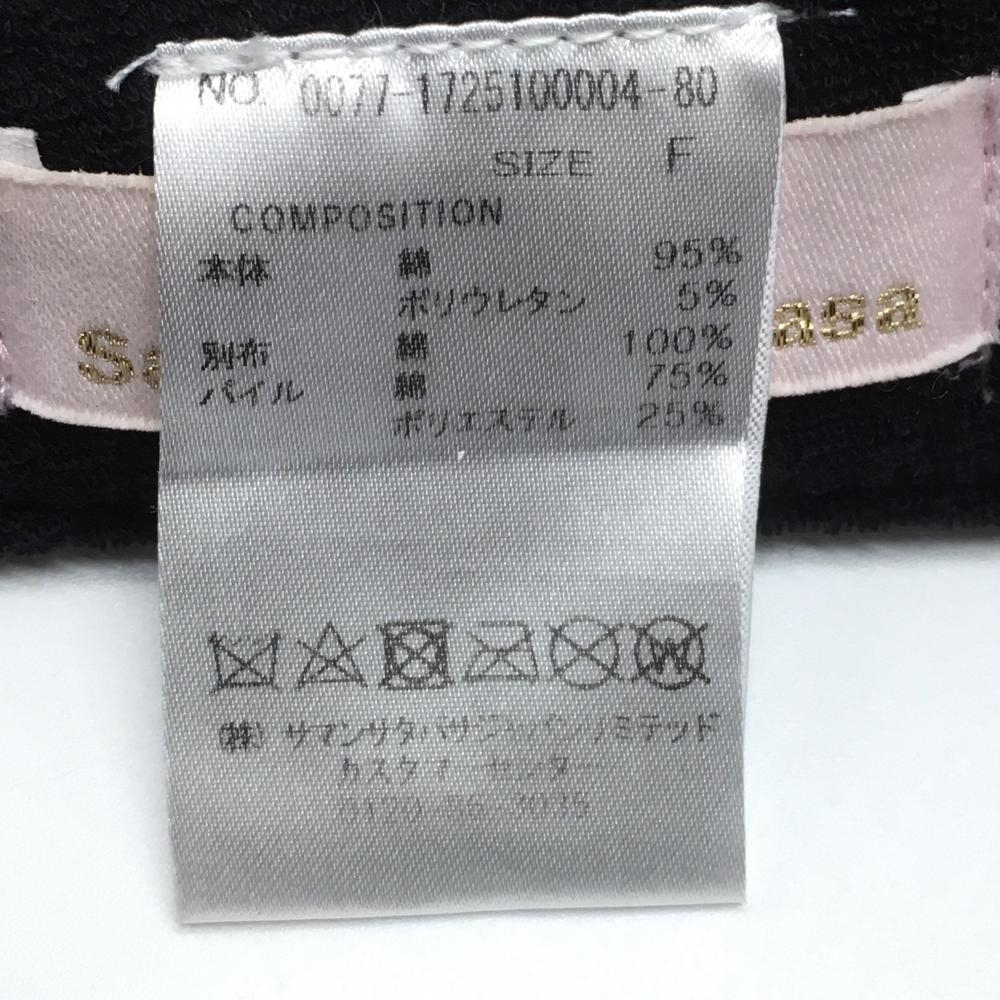 NO. 0077-1725100004-80
SIZE F
COMPOSITION
本体 綿 95%
ポリウレタン 5%
別布 綿 100%
パイル 綿 75%
ポリエステル 25%
W
(株) サマンサタバサジャパンリミテッド
カスタマーセンター
Sa
asa